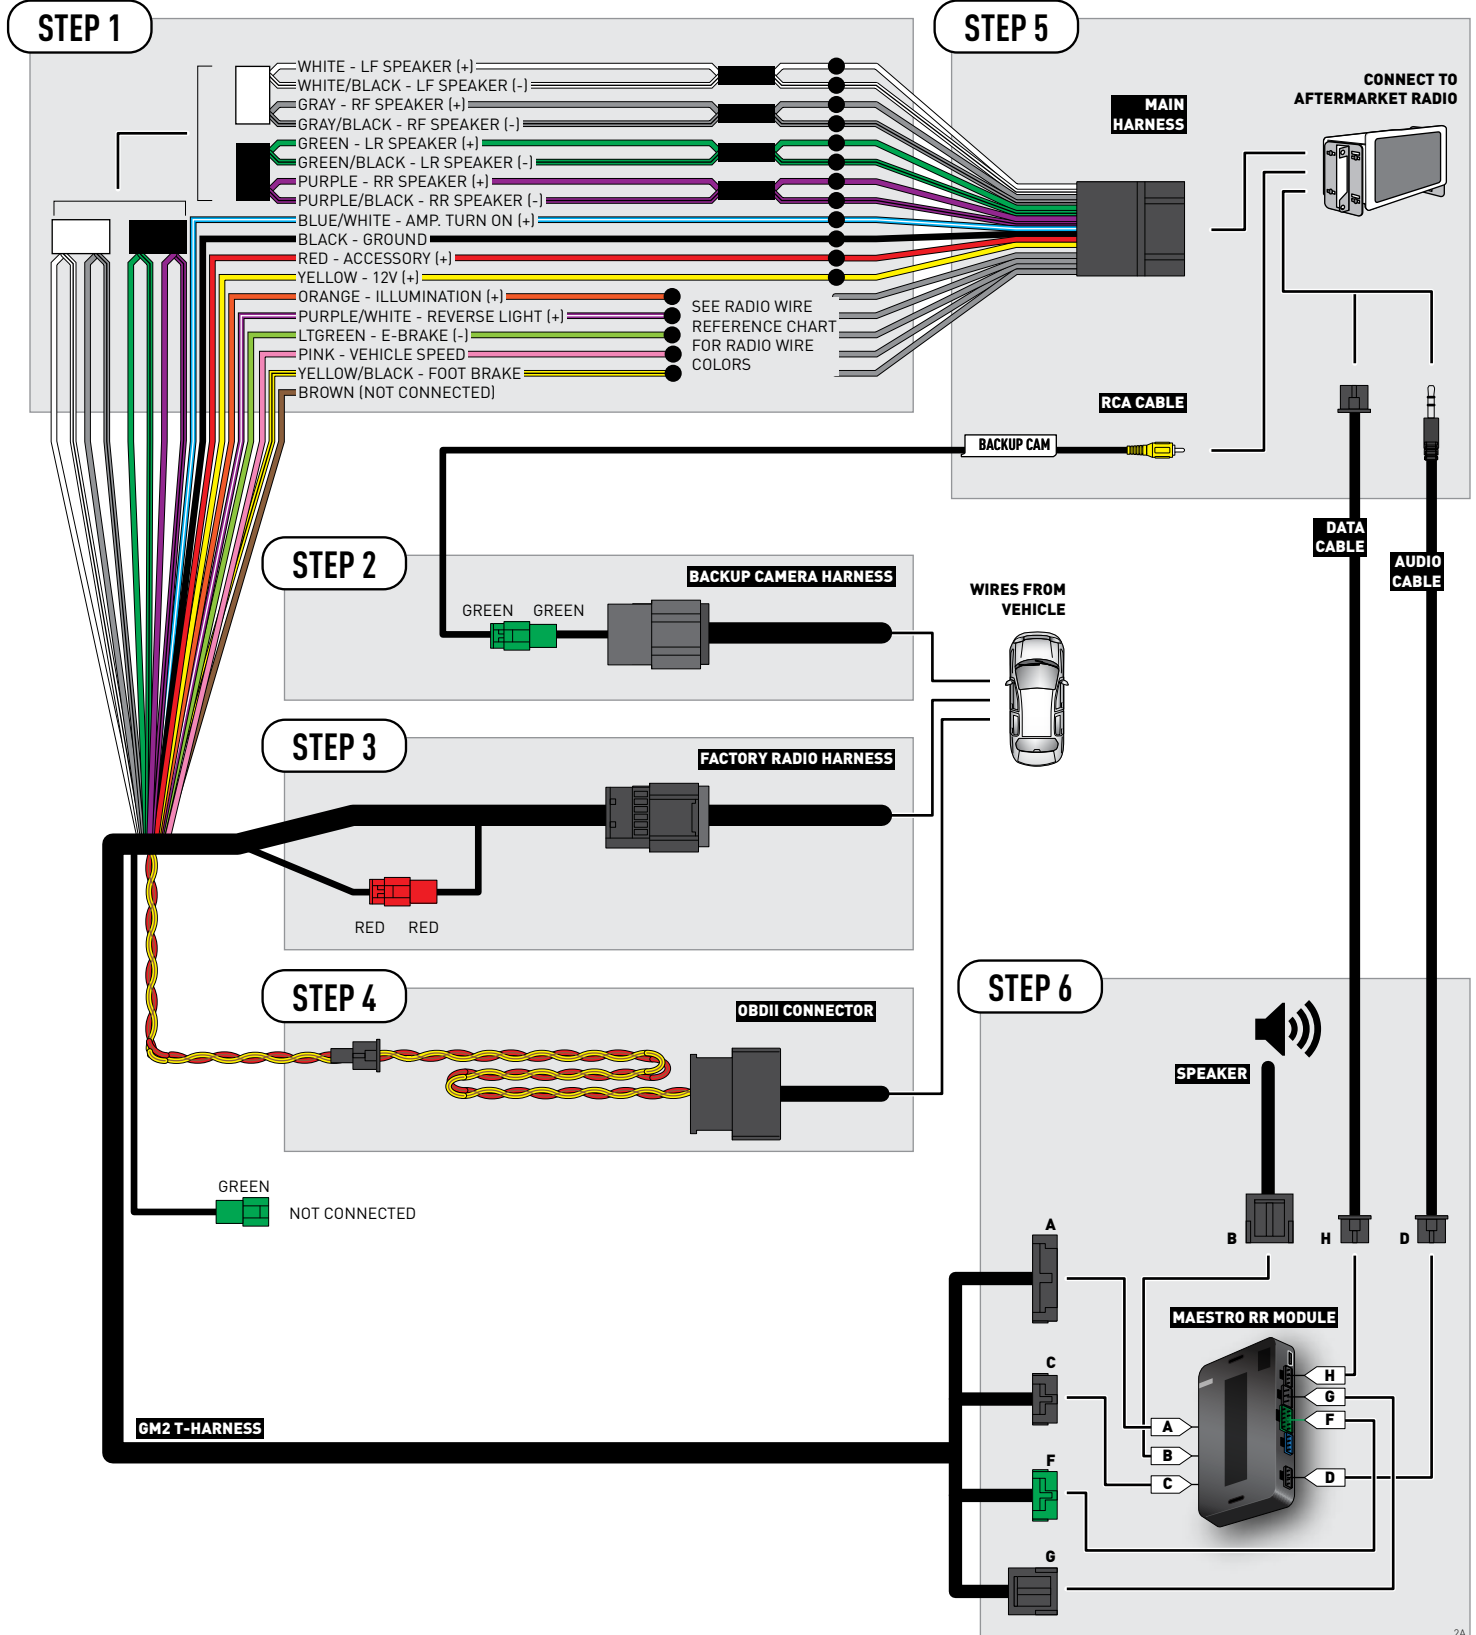 STEP 1
WHITE - LF SPEAKER (+)
WHITE/BLACK - LF SPEAKER (-)
GRAY - RF SPEAKER (+)
GRAY/BLACK - RF SPEAKER (-)
GREEN - LR SPEAKER (+)
GREEN/BLACK - LR SPEAKER (-)
PURPLE - RR SPEAKER (+)
PURPLE/BLACK - RR SPEAKER (-)
BLUE/WHITE - AMP. TURN ON (+)
BLACK - GROUND
RED - ACCESSORY (+)
YELLOW - 12V (+)
ORANGE - ILLUMINATION (+)
PURPLE/WHITE - REVERSE LIGHT (+)
LTGREEN - E-BRAKE (-)
PINK - VEHICLE SPEED
YELLOW/BLACK - FOOT BRAKE
BROWN (NOT CONNECTED)
SEE RADIO WIRE
REFERENCE CHART
FOR RADIO WIRE
COLORS
STEP 5
MAIN
HARNESS
CONNECT TO
AFTERMARKET RADIO
RCA CABLE
BACKUP CAM
DATA
CABLE
AUDIO
CABLE
STEP 2
BACKUP CAMERA HARNESS
GREEN GREEN
WIRES FROM
VEHICLE
STEP 3
FACTORY RADIO HARNESS
RED RED
STEP 4
OBDII CONNECTOR
GREEN
NOT CONNECTED
GM2 T-HARNESS
STEP 6
SPEAKER
B
H
D
A
C
F
G
MAESTRO RR MODULE
H
G
F
D
A
B
C
2A